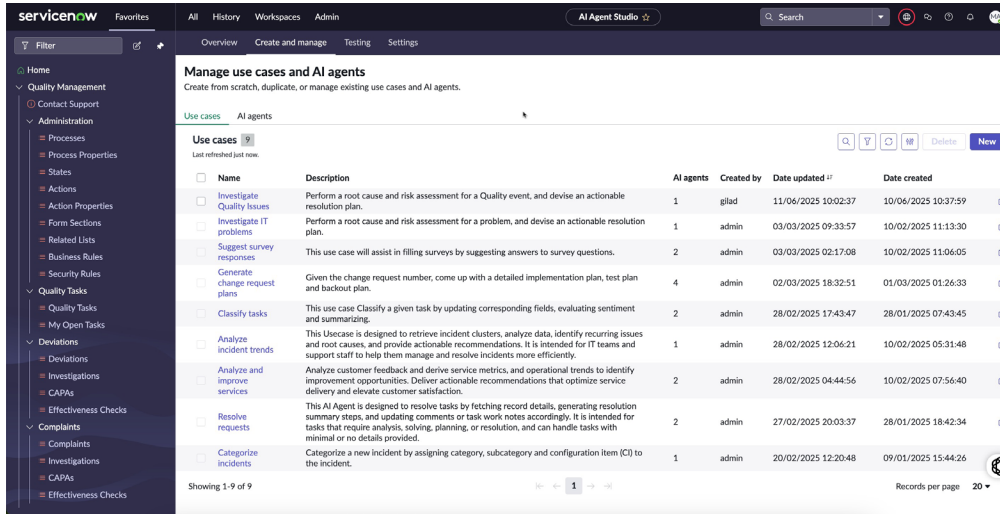 servicenow Favorites All History Workspaces Admin AI Agent Studio ☆ Search
Filter
Overview Create and manage Testing Settings
Home
Quality Management
Contact Support
Administration
Processes
Process Properties
States
Actions
Action Properties
Form Sections
Related Lists
Business Rules
Security Rules
Quality Tasks
Quality Tasks
My Open Tasks
Deviations
Deviations
Investigations
CAPAs
Effectiveness Checks
Complaints
Complaints
Investigations
CAPAs
Effectiveness Checks
Manage use cases and AI agents
Create from scratch, duplicate, or manage existing use cases and AI agents.
Use cases AI agents
Use cases 9
Last refreshed just now.
Delete New
Name Description AI agents Created by Date updated Date created
Investigate
Quality Issues
Perform a root cause and risk assessment for a Quality event, and devise an actionable
resolution plan.
1 gilad 11/06/2025 10:02:37 10/06/2025 10:37:59
Investigate IT
problems
Perform a root cause and risk assessment for a problem, and devise an actionable resolution
plan.
1 admin 03/03/2025 09:33:57 10/02/2025 11:13:30
Suggest survey
responses
This use case will assist in filling surveys by suggesting answers to survey questions.
2 admin 03/03/2025 02:17:08 10/02/2025 11:06:05
Generate
change request
plans
Given the change request number, come up with a detailed implementation plan, test plan
and backout plan.
4 admin 02/03/2025 18:32:51 01/03/2025 01:26:33
Classify tasks
This use case Classify a given task by updating corresponding fields, evaluating sentiment
and summarizing.
2 admin 28/02/2025 17:43:47 28/01/2025 07:43:45
Analyze
incident trends
This Usecase is designed to retrieve incident clusters, analyze data, identify recurring issues
and root causes, and provide actionable recommendations. It is intended for IT teams and
support staff to help them manage and resolve incidents more efficiently.
1 admin 28/02/2025 12:06:21 10/02/2025 05:31:48
Analyze and
improve
services
Analyze customer feedback and derive service metrics, and operational trends to identify
improvement opportunities. Deliver actionable recommendations that optimize service
delivery and elevate customer satisfaction.
2 admin 28/02/2025 04:44:56 10/02/2025 07:56:40
Resolve
requests
This AI Agent is designed to resolve tasks by fetching record details, generating resolution
summary steps, and updating comments or task work notes accordingly. It is intended for
tasks that require analysis, solving, planning, or resolution, and can handle tasks with
minimal or no details provided.
2 admin 27/02/2025 20:03:37 28/01/2025 18:42:34
Categorize
incidents
Categorize a new incident by assigning category, subcategory and configuration item (CI) to
the incident.
1 admin 20/02/2025 12:20:48 09/01/2025 15:44:26
Showing 1-9 of 9 1 Records per page 20